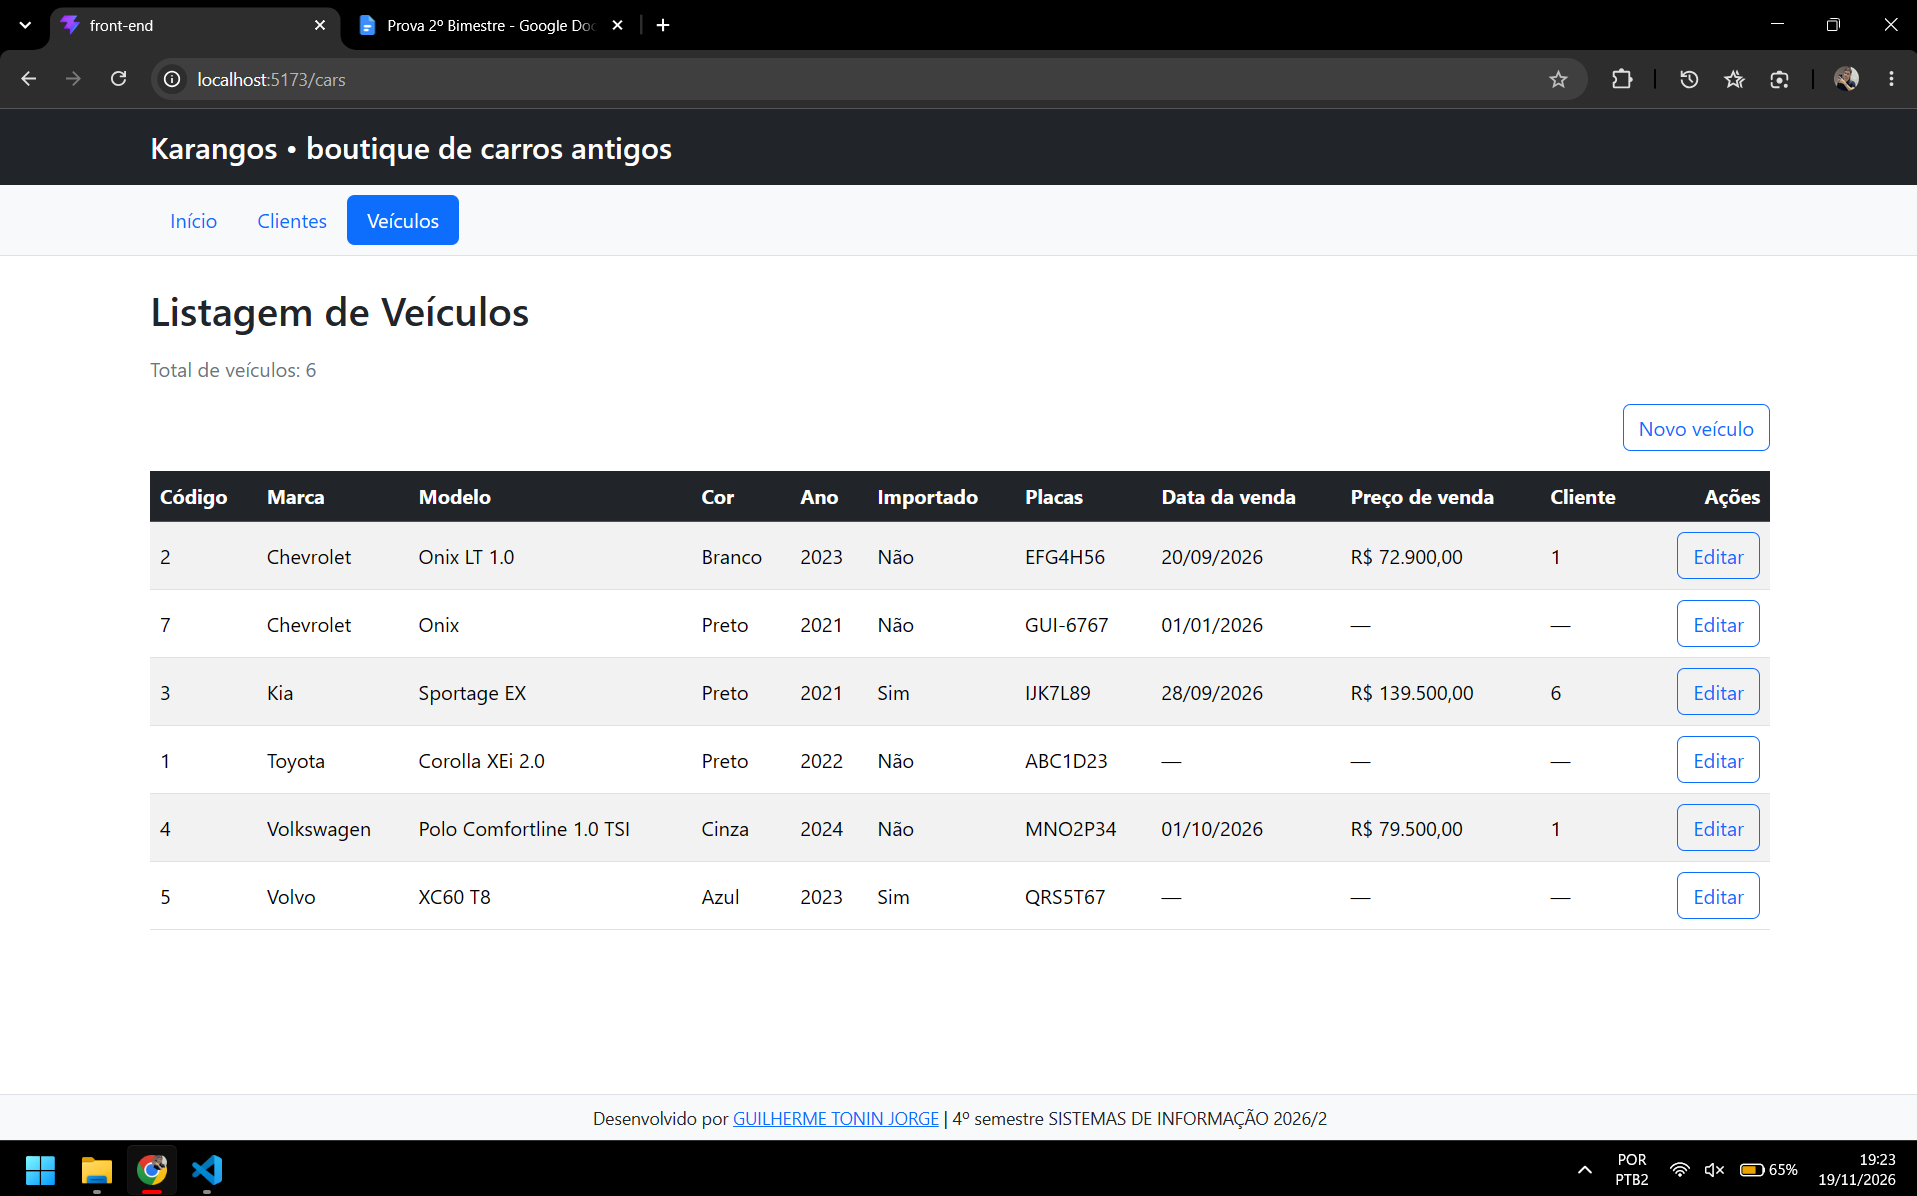 front-end
Prova 2º Bimestre - Google Doc
localhost:5173/cars
Karangos • boutique de carros antigos
Início Clientes Veículos
Listagem de Veículos
Total de veículos: 6
Novo veículo
Código Marca Modelo Cor Ano Importado Placas Data da venda Preço de venda Cliente Ações
2 Chevrolet Onix LT 1.0 Branco 2023 Não EFG4H56 20/09/2026 R$ 72.900,00 1 Editar
7 Chevrolet Onix Preto 2021 Não GUI-6767 01/01/2026 — — Editar
3 Kia Sportage EX Preto 2021 Sim IJK7L89 28/09/2026 R$ 139.500,00 6 Editar
1 Toyota Corolla XEi 2.0 Preto 2022 Não ABC1D23 — — — Editar
4 Volkswagen Polo Comfortline 1.0 TSI Cinza 2024 Não MNO2P34 01/10/2026 R$ 79.500,00 1 Editar
5 Volvo XC60 T8 Azul 2023 Sim QRS5T67 — — — Editar
Desenvolvido por GUILHERME TONIN JORGE | 4º semestre SISTEMAS DE INFORMAÇÃO 2026/2
POR
PTB2
65%
19:23
19/11/2026